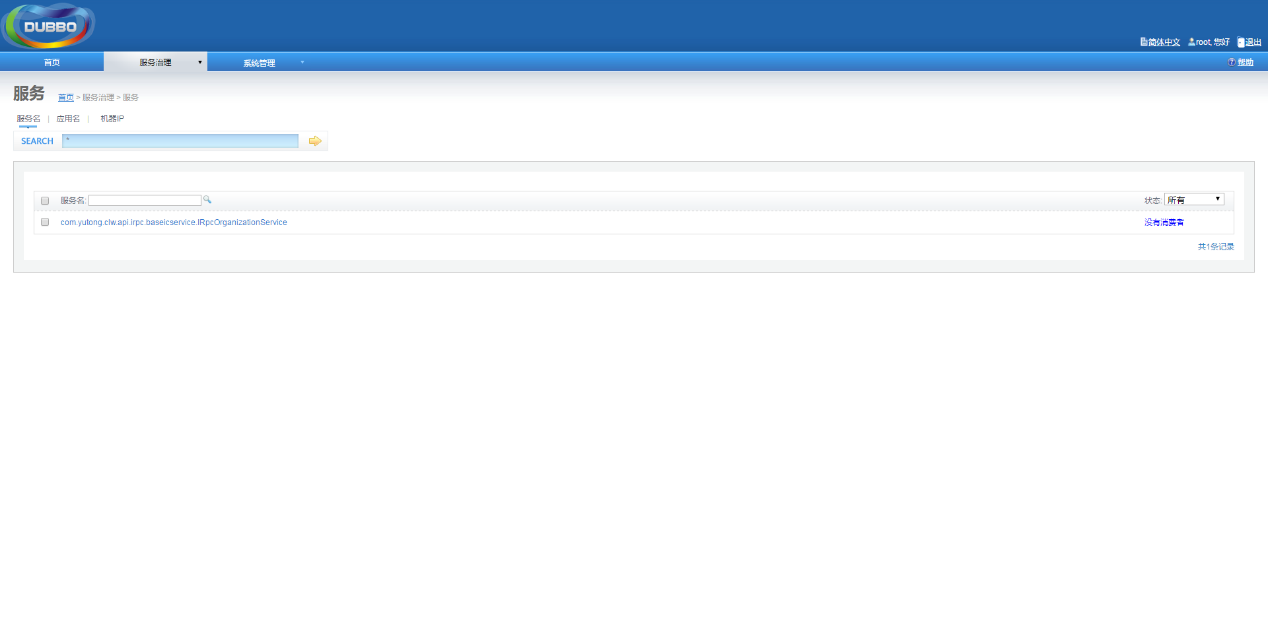 DUBBO
简体中文 root, 您好 退出
首页 服务治理 系统管理 帮助
服务 首页 > 服务治理 > 服务
服务名 | 应用名 | 机器IP
SEARCH *
服务名: 状态: 所有
com.yutong.clw.api.irpc.baseicservice.IRpcOrganizationService 没有消费者
共1条记录